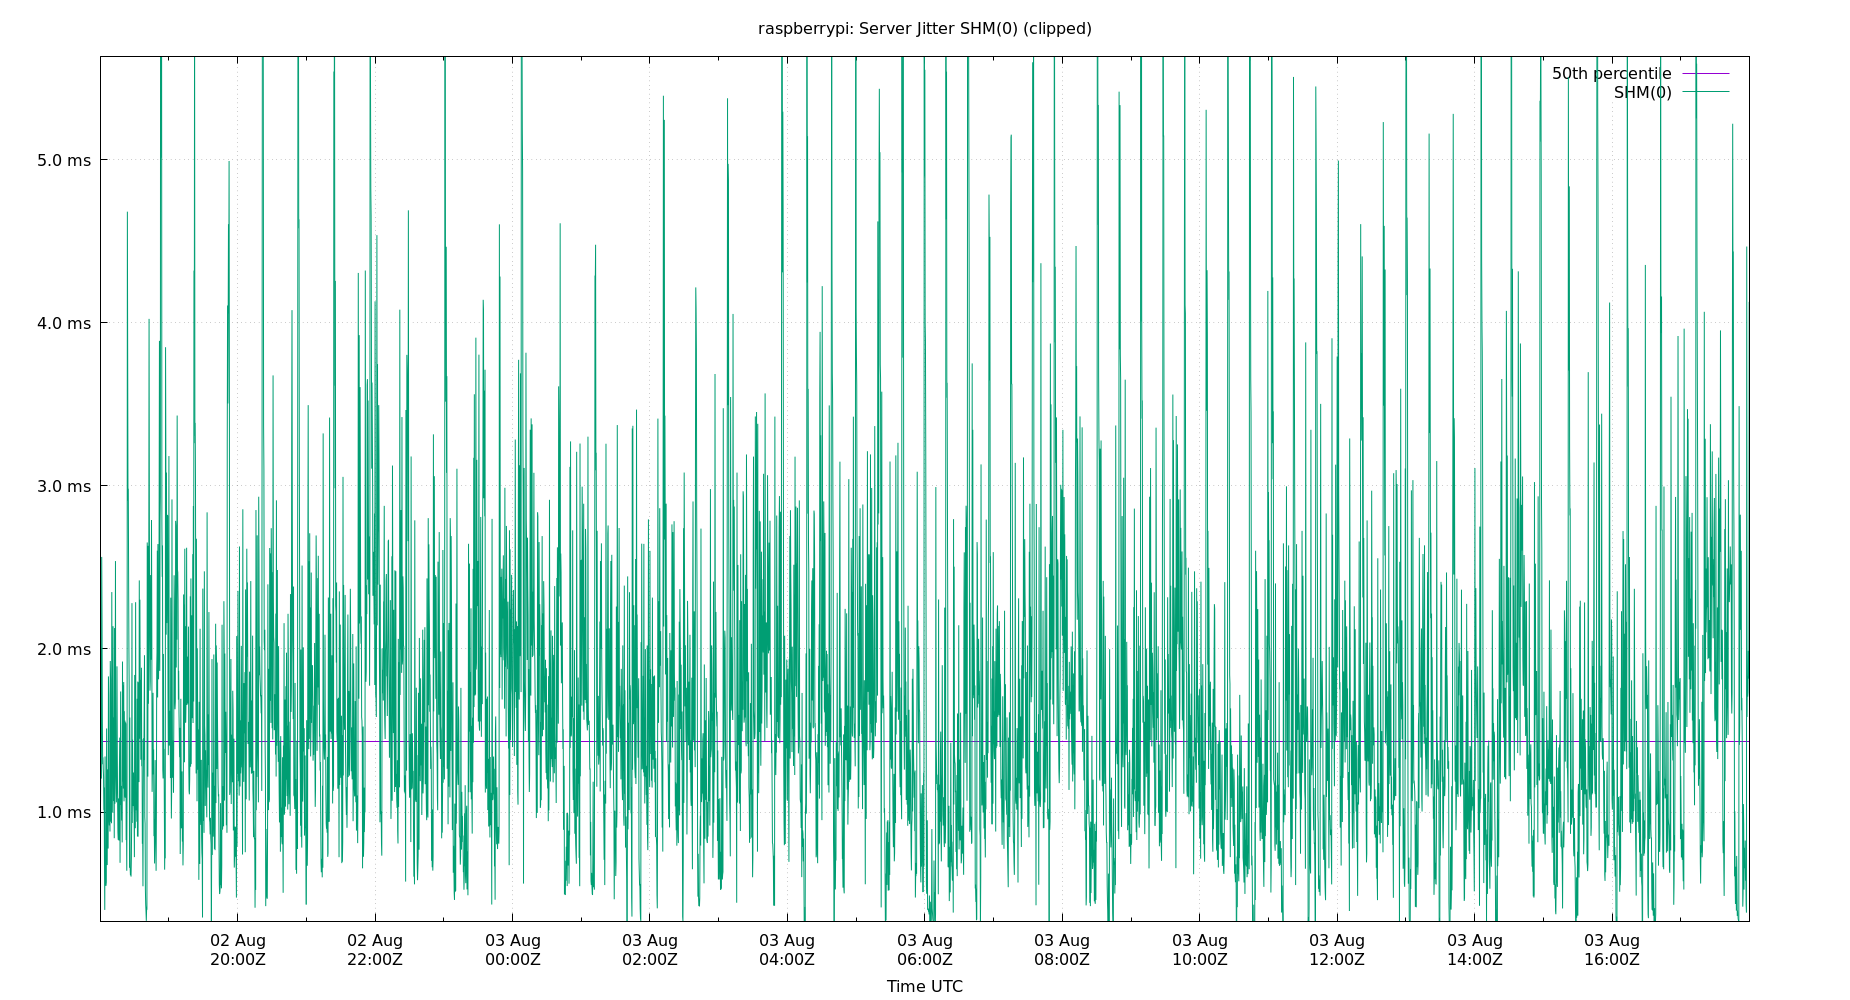 raspberrypi: Server Jitter SHM(0) (clipped)
50th percentile
SHM(0)
5.0 ms
4.0 ms
3.0 ms
2.0 ms
1.0 ms
02 Aug 02 Aug 03 Aug 03 Aug 03 Aug 03 Aug 03 Aug 03 Aug 03 Aug 03 Aug 03 Aug
20:00Z 22:00Z 00:00Z 02:00Z 04:00Z 06:00Z 08:00Z 10:00Z 12:00Z 14:00Z 16:00Z
Time UTC